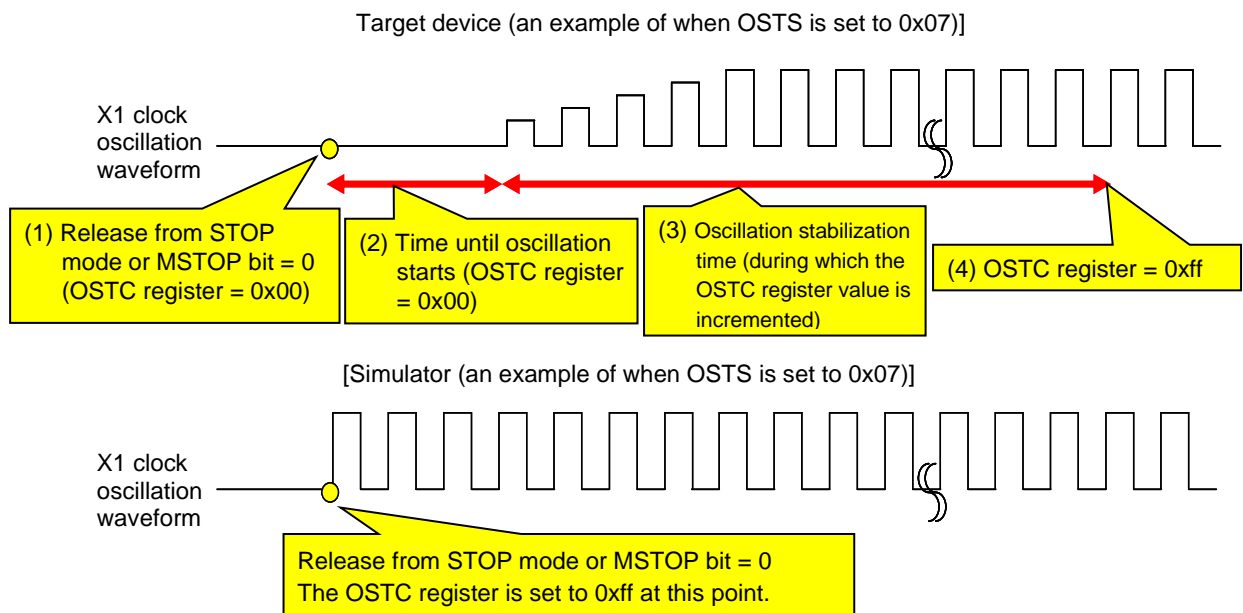 Target device (an example of when OSTS is set to 0x07)]
X1 clock
oscillation
waveform
(1) Release from STOP
mode or MSTOP bit = 0
(OSTC register = 0x00)
(2) Time until oscillation
starts (OSTC register
= 0x00)
(3) Oscillation stabilization
time (during which the
OSTC register value is
incremented)
(4) OSTC register = 0xff
[Simulator (an example of when OSTS is set to 0x07)]
X1 clock
oscillation
waveform
Release from STOP mode or MSTOP bit = 0
The OSTC register is set to 0xff at this point.